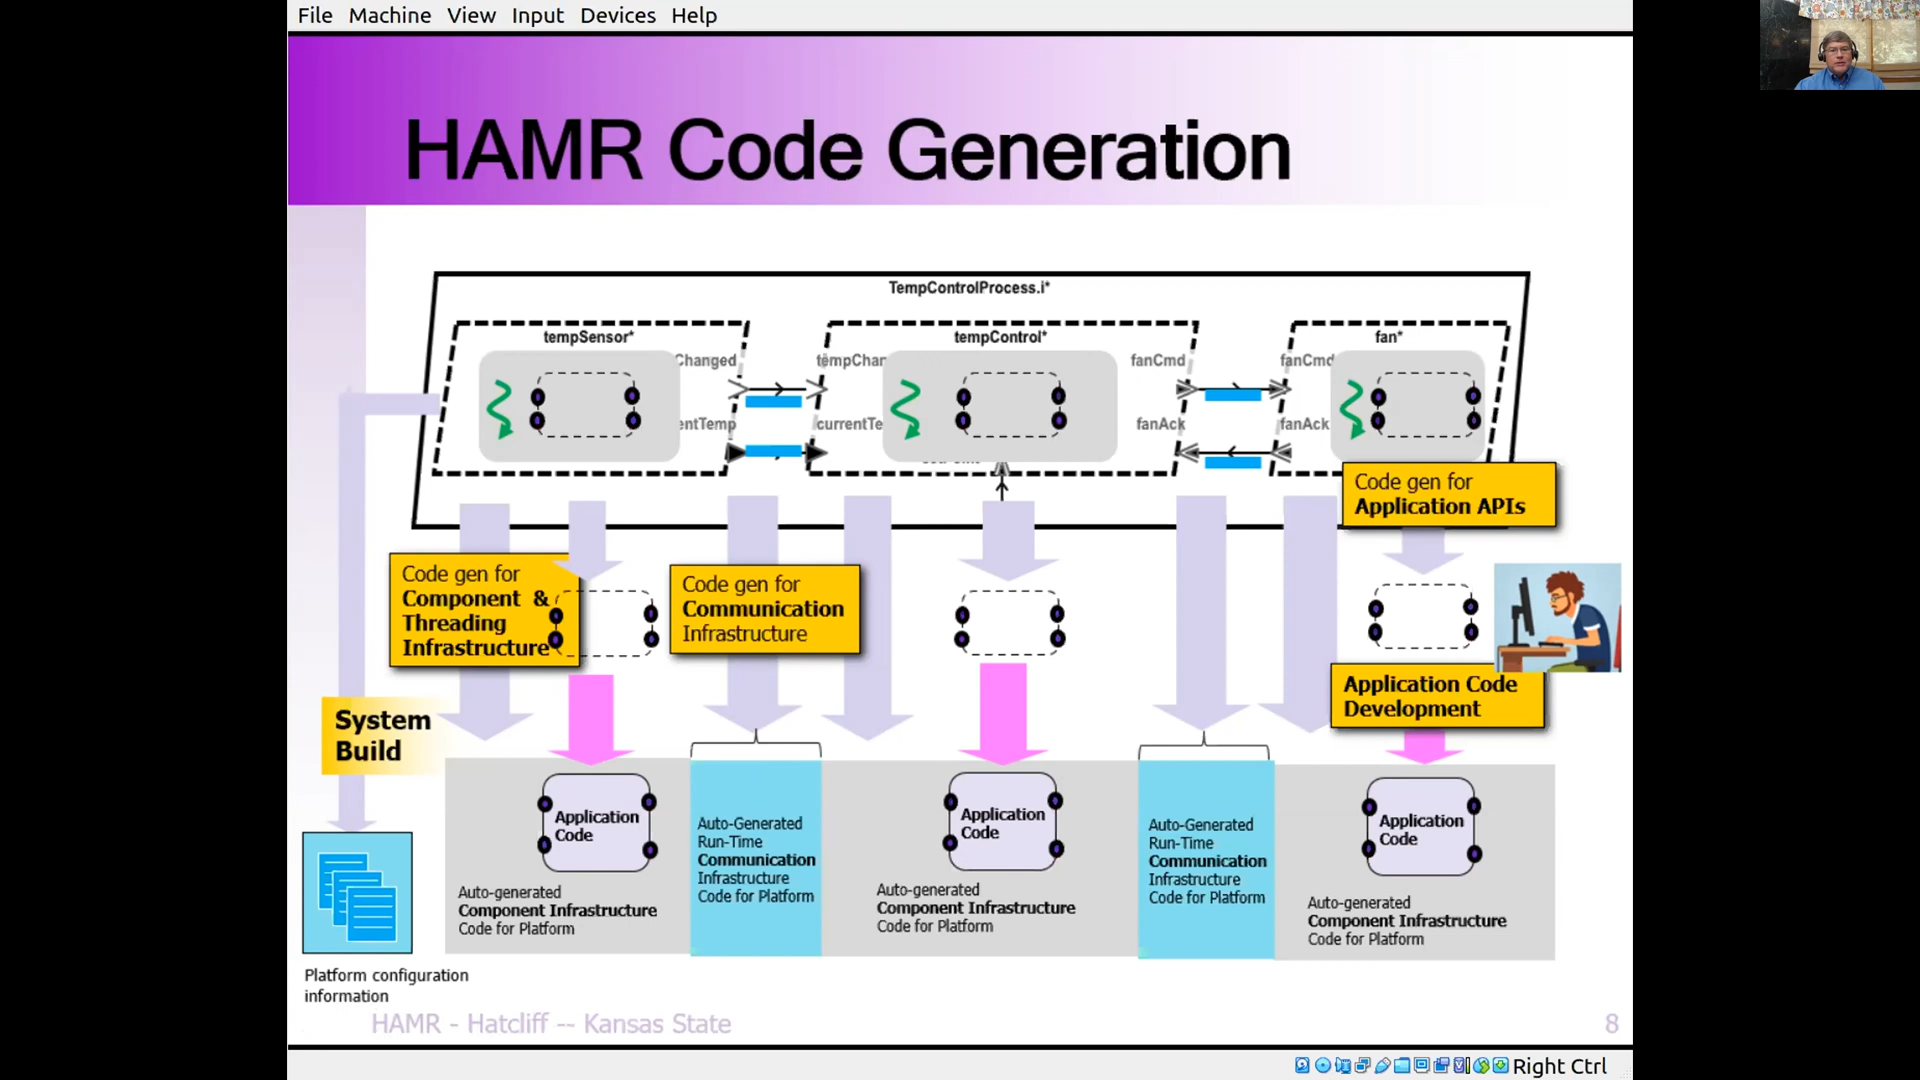 File Machine View Input Devices Help
HAMR Code Generation
TempControlProcess.i*
tempSensor*
tempControl*
fan*
Changed
tempChan
fanCmd
fanCmd
entTemp
currentTe
fanAck
fanAck
Code gen for
Application APIs
Code gen for
Component &
Threading
Infrastructure
Code gen for
Communication
Infrastructure
Application Code
Development
System
Build
Application
Code
Auto-generated
Component Infrastructure
Code for Platform
Auto-Generated
Run-Time
Communication
Infrastructure
Code for Platform
Application
Code
Auto-generated
Component Infrastructure
Code for Platform
Auto-Generated
Run-Time
Communication
Infrastructure
Code for Platform
Application
Code
Auto-generated
Component Infrastructure
Code for Platform
Platform configuration
information
HAMR - Hatcliff -- Kansas State
8
Right Ctrl